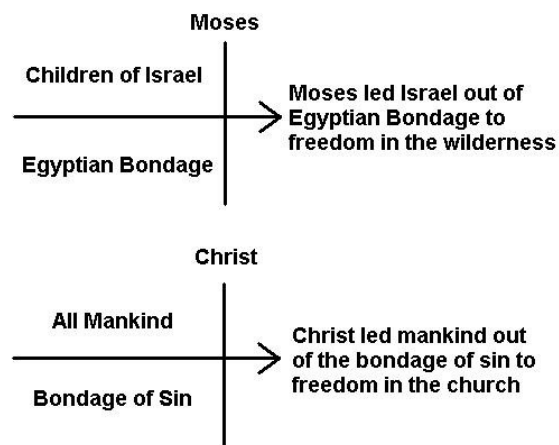 Moses
Children of Israel
Egyptian Bondage
Moses led Israel out of
Egyptian Bondage to
freedom in the wilderness
Christ
All Mankind
Bondage of Sin
Christ led mankind out
of the bondage of sin to
freedom in the church